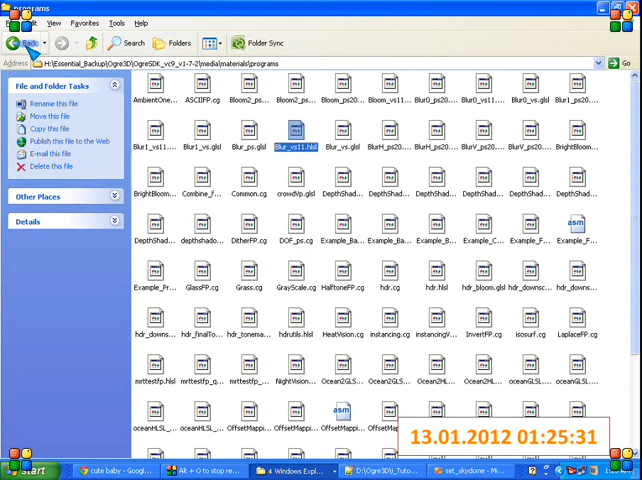 programs
View Favorites Tools Help
Back Search Folders Folder Sync
Address H:\Essential_Backup\Ogre3D\OgreSDK_vc9_v1-7-2\media\materials\programs Go
File and Folder Tasks
Rename this file
Move this file
Copy this file
Publish this file to the Web
E-mail this file
Delete this file
Other Places
Details
AmbientOne... ASCIIFP.cg Bloom2_ps... Bloom2_ps... Bloom_ps20... Bloom_vs11... Blur0_vs11.... Blur0_vs.glsl Blur1_ps20....
Blur1_vs11.... Blur1_vs.glsl Blur_ps.glsl Blur_vs11.hlsl Blur_vs.glsl BlurH_ps20... BlurH_ps20... BlurV_ps20... BrightBloom...
BrightBloom... Combine_f... Common.cg crowdVp.glsl DepthShad... DepthShad... DepthShad... DepthShad... DepthShad...
DepthShad... depthshado... DitherFP.cg DOF_ps.cg Example_Ba... Example_Ba... Example_B... Example_C... Example_F... Example_F...
Example_Pr... GlassFP.cg Grass.cg GrayScale.cg HalftoneFP.cg hdr.cg hdr.hlsl hdr_bloom.glsl hdr_downsc... hdr_downs...
hdr_downs... hdr_finalTo... hdr_tonema... hdrutils.hlsl HeatVision.cg instancing.cg instancingV... InvertFP.cg isosurf.cg LaplaceFP.cg
mrttestfp.hlsl mrttestfp_q... mrttestfp_... NightVision... Ocean2GLS... Ocean2GLS... Ocean2HL... Ocean2HL... oceanGLSL... oceanGLSL...
oceanHLSL_... oceanHLSL_... OffsetMappi... OffsetMappi... OffsetMappi... OffsetMap
asm
asm
13.01.2012 01:25:31
start cute baby - Googl... Alt + O to stop re... 4 Windows Expl... D:\Ogre3D\j_Tuto... set_skydome - Mi...